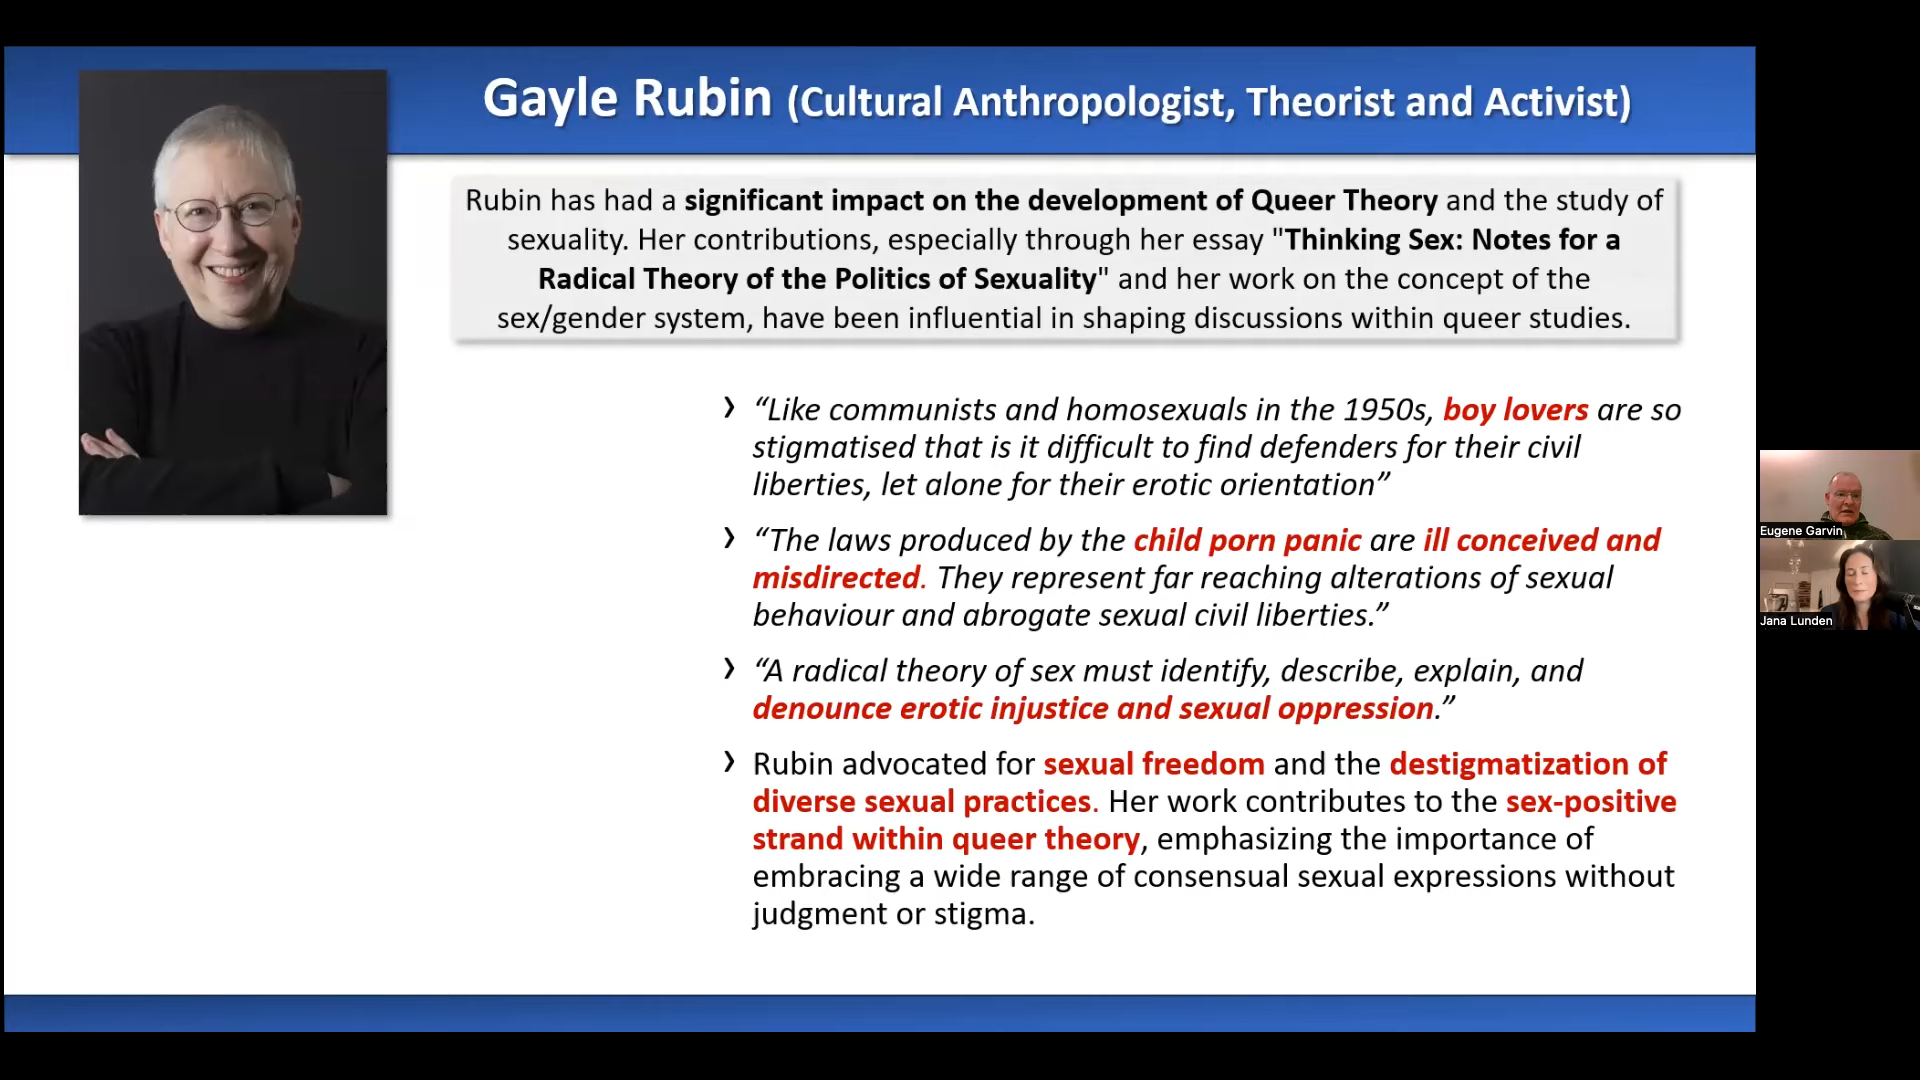 Gayle Rubin (Cultural Anthropologist, Theorist and Activist)
Rubin has had a significant impact on the development of Queer Theory and the study of
sexuality. Her contributions, especially through her essay "Thinking Sex: Notes for a
Radical Theory of the Politics of Sexuality" and her work on the concept of the
sex/gender system, have been influential in shaping discussions within queer studies.
❯ “Like communists and homosexuals in the 1950s, boy lovers are so
stigmatised that is it difficult to find defenders for their civil
liberties, let alone for their erotic orientation”
❯ “The laws produced by the child porn panic are ill conceived and
misdirected. They represent far reaching alterations of sexual
behaviour and abrogate sexual civil liberties.”
❯ “A radical theory of sex must identify, describe, explain, and
denounce erotic injustice and sexual oppression.”
❯ Rubin advocated for sexual freedom and the destigmatization of
diverse sexual practices. Her work contributes to the sex-positive
strand within queer theory, emphasizing the importance of
embracing a wide range of consensual sexual expressions without
judgment or stigma.
Eugene Garvin
Jana Lunden